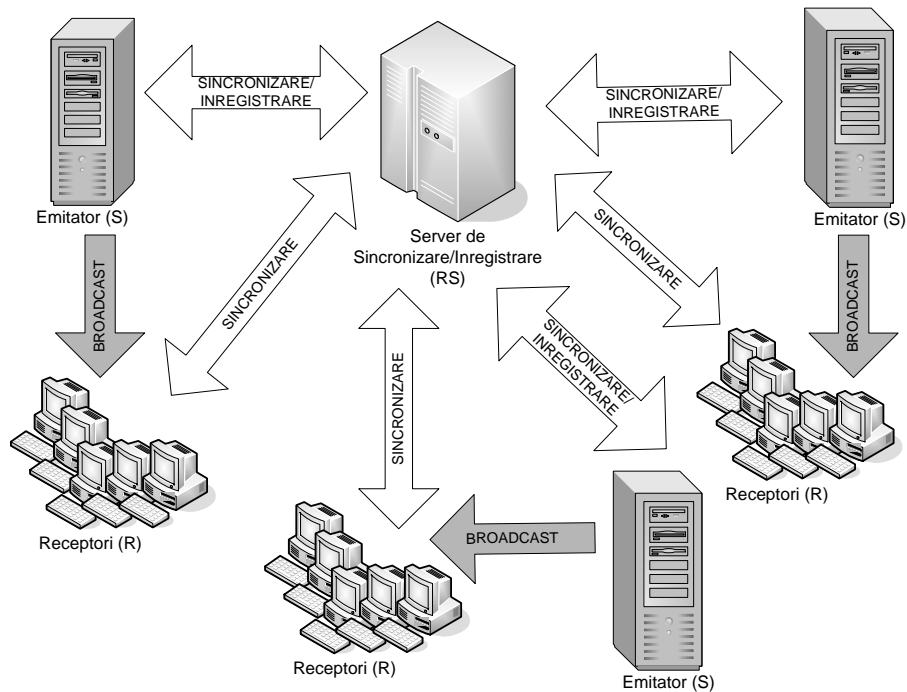 SINCRONIZARE/
INREGISTRARE
SINCRONIZARE/
INREGISTRARE
Emitator (S)
Server de
Sincronizare/Inregistrare
(RS)
Emitator (S)
BROADCAST
SINCRONIZARE
SINCRONIZARE
BROADCAST
SINCRONIZARE
SINCRONIZARE/
INREGISTRARE
Receptori (R)
Receptori (R)
BROADCAST
Receptori (R)
Emitator (S)